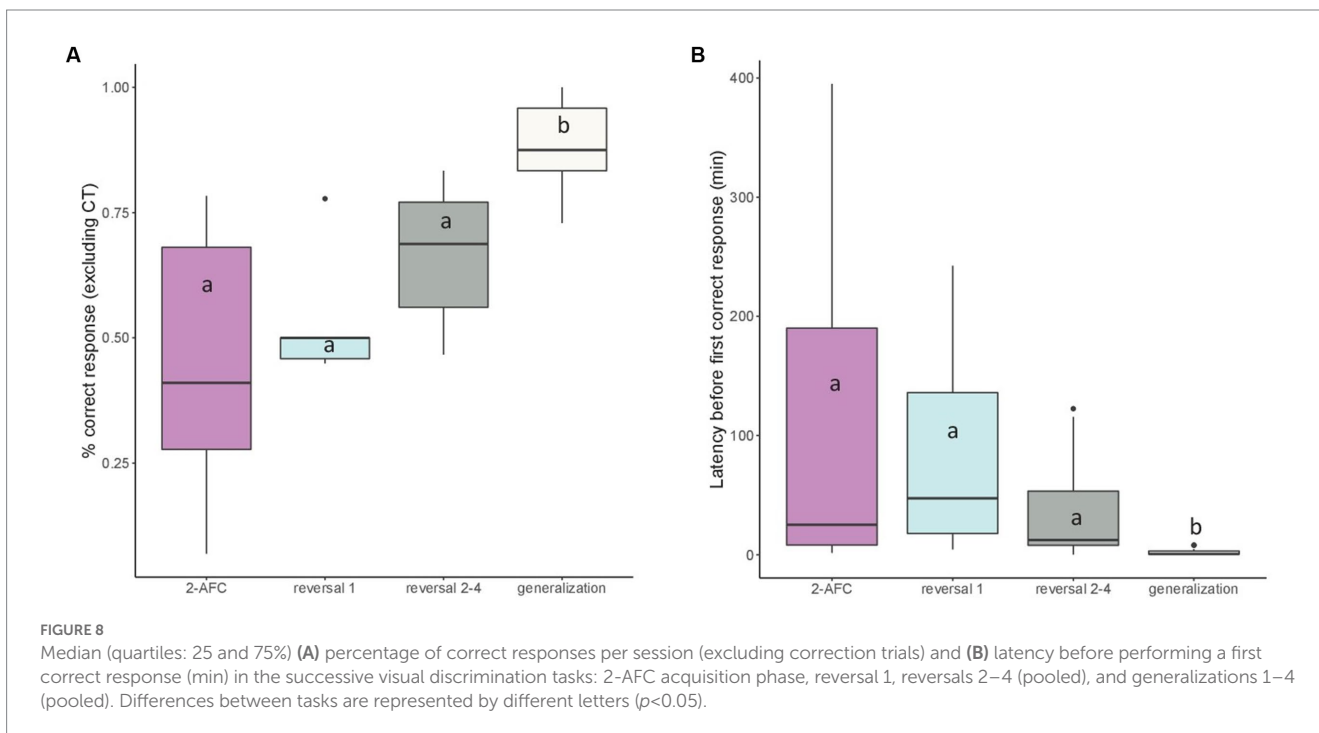 A
% correct response (excluding CT)
1.00
0.75
0.50
0.25
a
a
a
b
2-AFC
reversal 1
reversal 2-4
generalization
B
Latency before first correct response (min)
400
300
200
100
0
a
a
a
b
2-AFC
reversal 1
reversal 2-4
generalization
FIGURE 8
Median (quartiles: 25 and 75%) (A) percentage of correct responses per session (excluding correction trials) and (B) latency before performing a first
correct response (min) in the successive visual discrimination tasks: 2-AFC acquisition phase, reversal 1, reversals 2–4 (pooled), and generalizations 1–4
(pooled). Differences between tasks are represented by different letters (p<0.05).